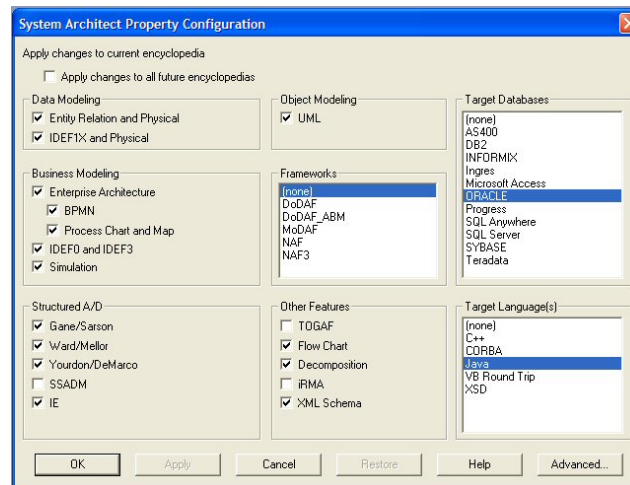 System Architect Property Configuration
Apply changes to current encyclopedia
Apply changes to all future encyclopedias
Data Modeling
Entity Relation and Physical
IDEF1X and Physical
Object Modeling
UML
Target Databases
(none)
AS400
DB2
INFORMIX
Ingres
Microsoft Access
ORACLE
Progress
SQL Anywhere
SQL Server
SYBASE
Teradata
Business Modeling
Enterprise Architecture
BPMN
Process Chart and Map
IDEF0 and IDEF3
Simulation
Frameworks
(none)
DoDAF
DoDAF_ABM
MoDAF
NAF
NAF3
Structured A/D
Gane/Sarson
Ward/Mellor
Yourdon/DeMarco
SSADM
IE
Other Features
TOGAF
Flow Chart
Decomposition
iRMA
XML Schema
Target Language(s)
(none)
C++
CORBA
Java
VB Round Trip
XSD
OK
Apply
Cancel
Restore
Help
Advanced...